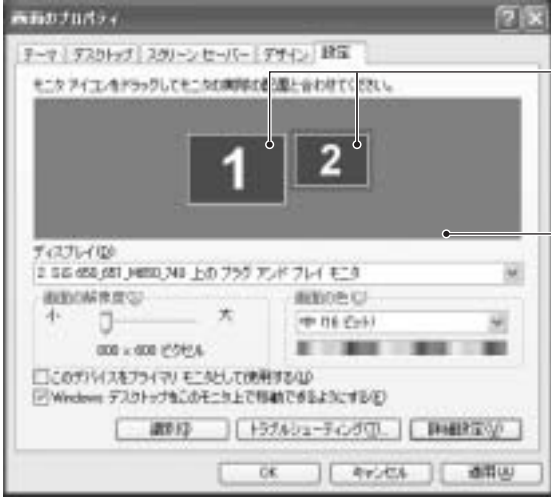 画面のプロパティ
テーマ デスクトップ スクリーン セーバー デザイン 設定
モニタ アイコンをドラッグしてモニタの実際の配置と合わせてください。
1 2
ディスプレイ(D)
2. SiS 650_651_M650_740 上の プラグ アンド プレイ モニタ
画面の解像度(S) 画面の色(C)
小 大 中 (16 ビット)
800 x 600 ピクセル
このデバイスをプライマリ モニタとして使用する(U)
Windows デスクトップをこのモニタ上で移動できるようにする(E)
識別(I) トラブルシューティング(T)... 詳細設定(V)
OK キャンセル 適用(A)